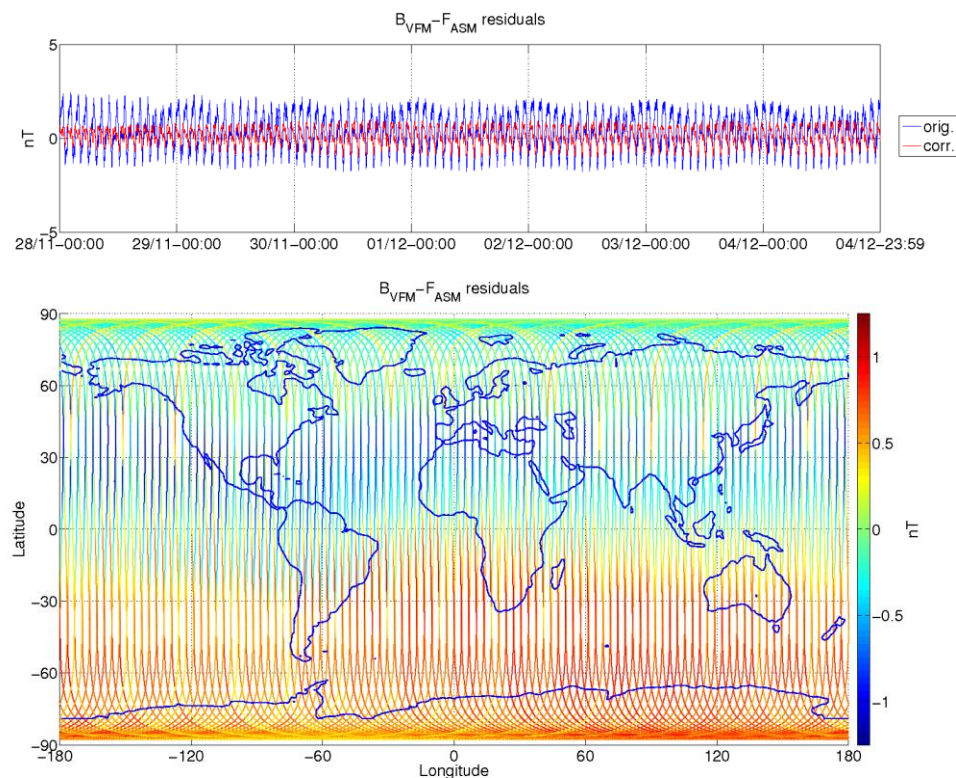 B_VFM−F_ASM residuals
5
0
−5
nT
28/11−00:00 29/11−00:00 30/11−00:00 01/12−00:00 02/12−00:00 03/12−00:00 04/12−00:00 04/12−23:59
orig.
corr.
B_VFM−F_ASM residuals
90
60
30
0
−30
−60
−90
Latitude
−180 −120 −60 0 60 120 180
Longitude
1
0.5
0
−0.5
−1
nT